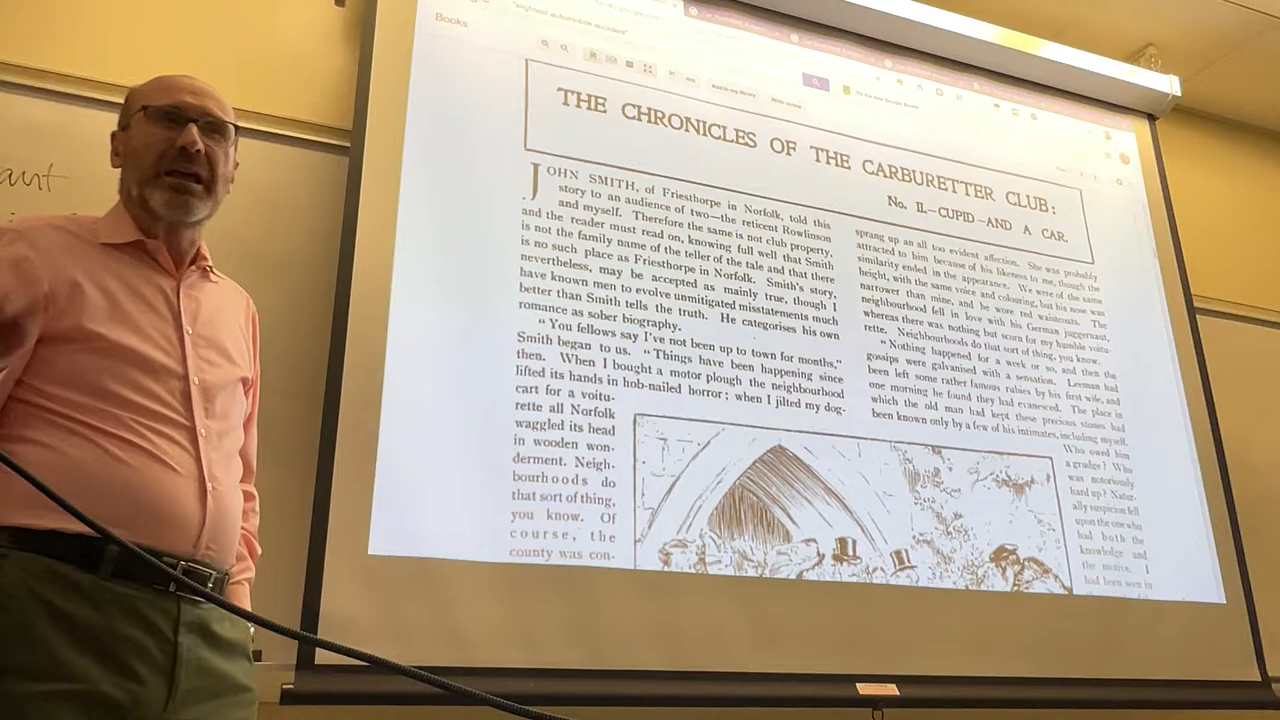 ant
Books
"slighted automobile accident"
Add to my library
Write review
THE CHRONICLES OF THE CARBURETTER CLUB:
No. II.—CUPID—AND A CAR.
JOHN SMITH, of Friesthorpe in Norfolk, told this
story to an audience of two—the reticent Rowlinson
and myself. Therefore the same is not club property,
and the reader must read on, knowing full well that Smith
is not the family name of the teller of the tale and that there
is no such place as Friesthorpe in Norfolk. Smith's story,
nevertheless, may be accepted as mainly true, though I
have known men to evolve unmitigated misstatements much
better than Smith tells the truth. He categorises his own
romance as sober biography.
"You fellows say I've not been up to town for months,"
Smith began to us. "Things have been happening since
then. When I bought a motor plough the neighbourhood
lifted its hands in hob-nailed horror; when I jilted my dog-
cart for a voitu-
rette all Norfolk
waggled its head
in wooden won-
derment. Neigh-
bourhoods do
that sort of thing,
you know. Of
course, the
county was con-
sprang up an all too evident affection. She was probably
attracted to him because of his likeness to me, though the
similarity ended in the appearance. We were of the same
height, with the same voice and colouring, but his nose was
narrower than mine, and he wore red waistcoats. The
neighbourhood fell in love with his German juggernaut,
whereas there was nothing but scorn for my humble voitu-
rette. Neighbourhoods do that sort of thing, you know.
"Nothing happened for a week or so, and then the
gossips were galvanised with a sensation. Leeman had
been left some rather famous rubies by his first wife, and
one morning he found they had evanesced. The place in
which the old man had kept these precious stones had
been known only by a few of his intimates, including myself.
Who owed him
a grudge? Who
was notoriously
hard up? Natur-
ally suspicion fell
upon the one who
had both the
knowledge and
the motive. I
had been seen in